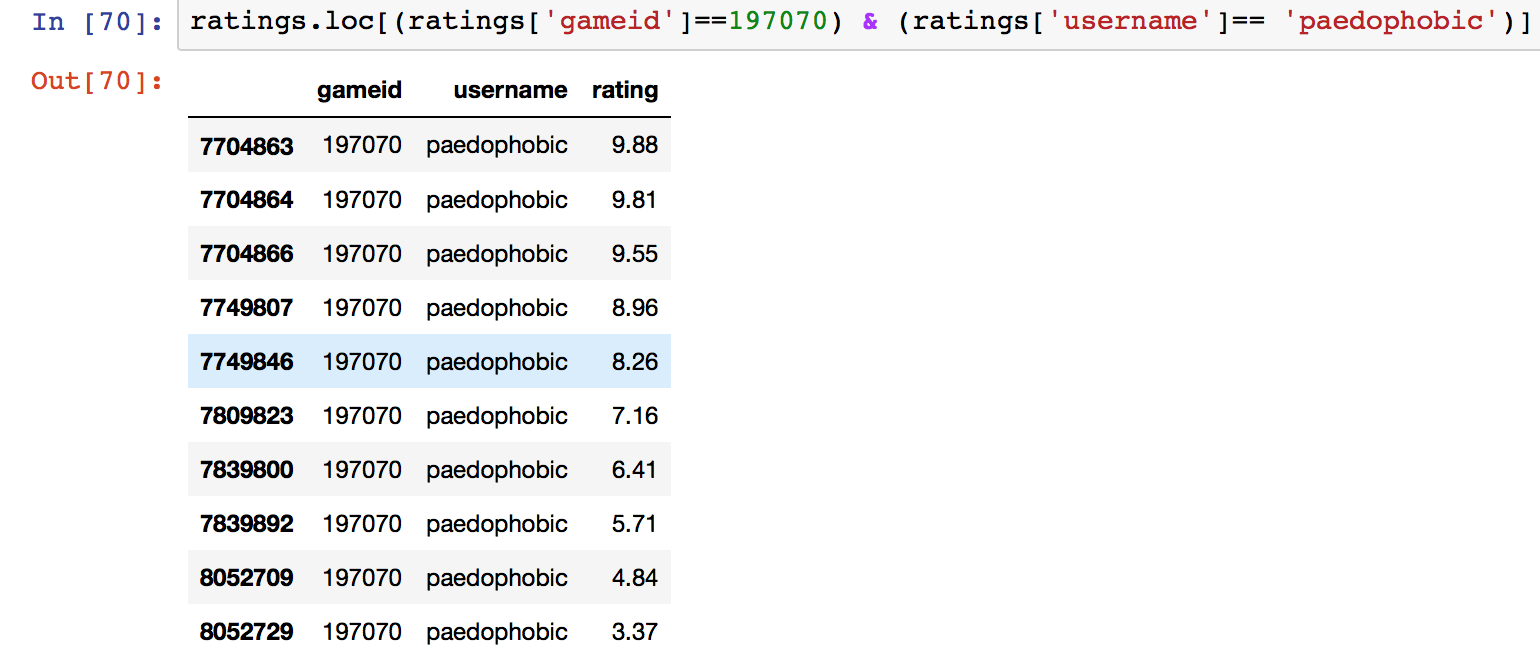 In [70]: ratings.loc[(ratings['gameid']==197070) & (ratings['username']== 'paedophobic')]
Out[70]:
gameid username rating
7704863 197070 paedophobic 9.88
7704864 197070 paedophobic 9.81
7704866 197070 paedophobic 9.55
7749807 197070 paedophobic 8.96
7749846 197070 paedophobic 8.26
7809823 197070 paedophobic 7.16
7839800 197070 paedophobic 6.41
7839892 197070 paedophobic 5.71
8052709 197070 paedophobic 4.84
8052729 197070 paedophobic 3.37